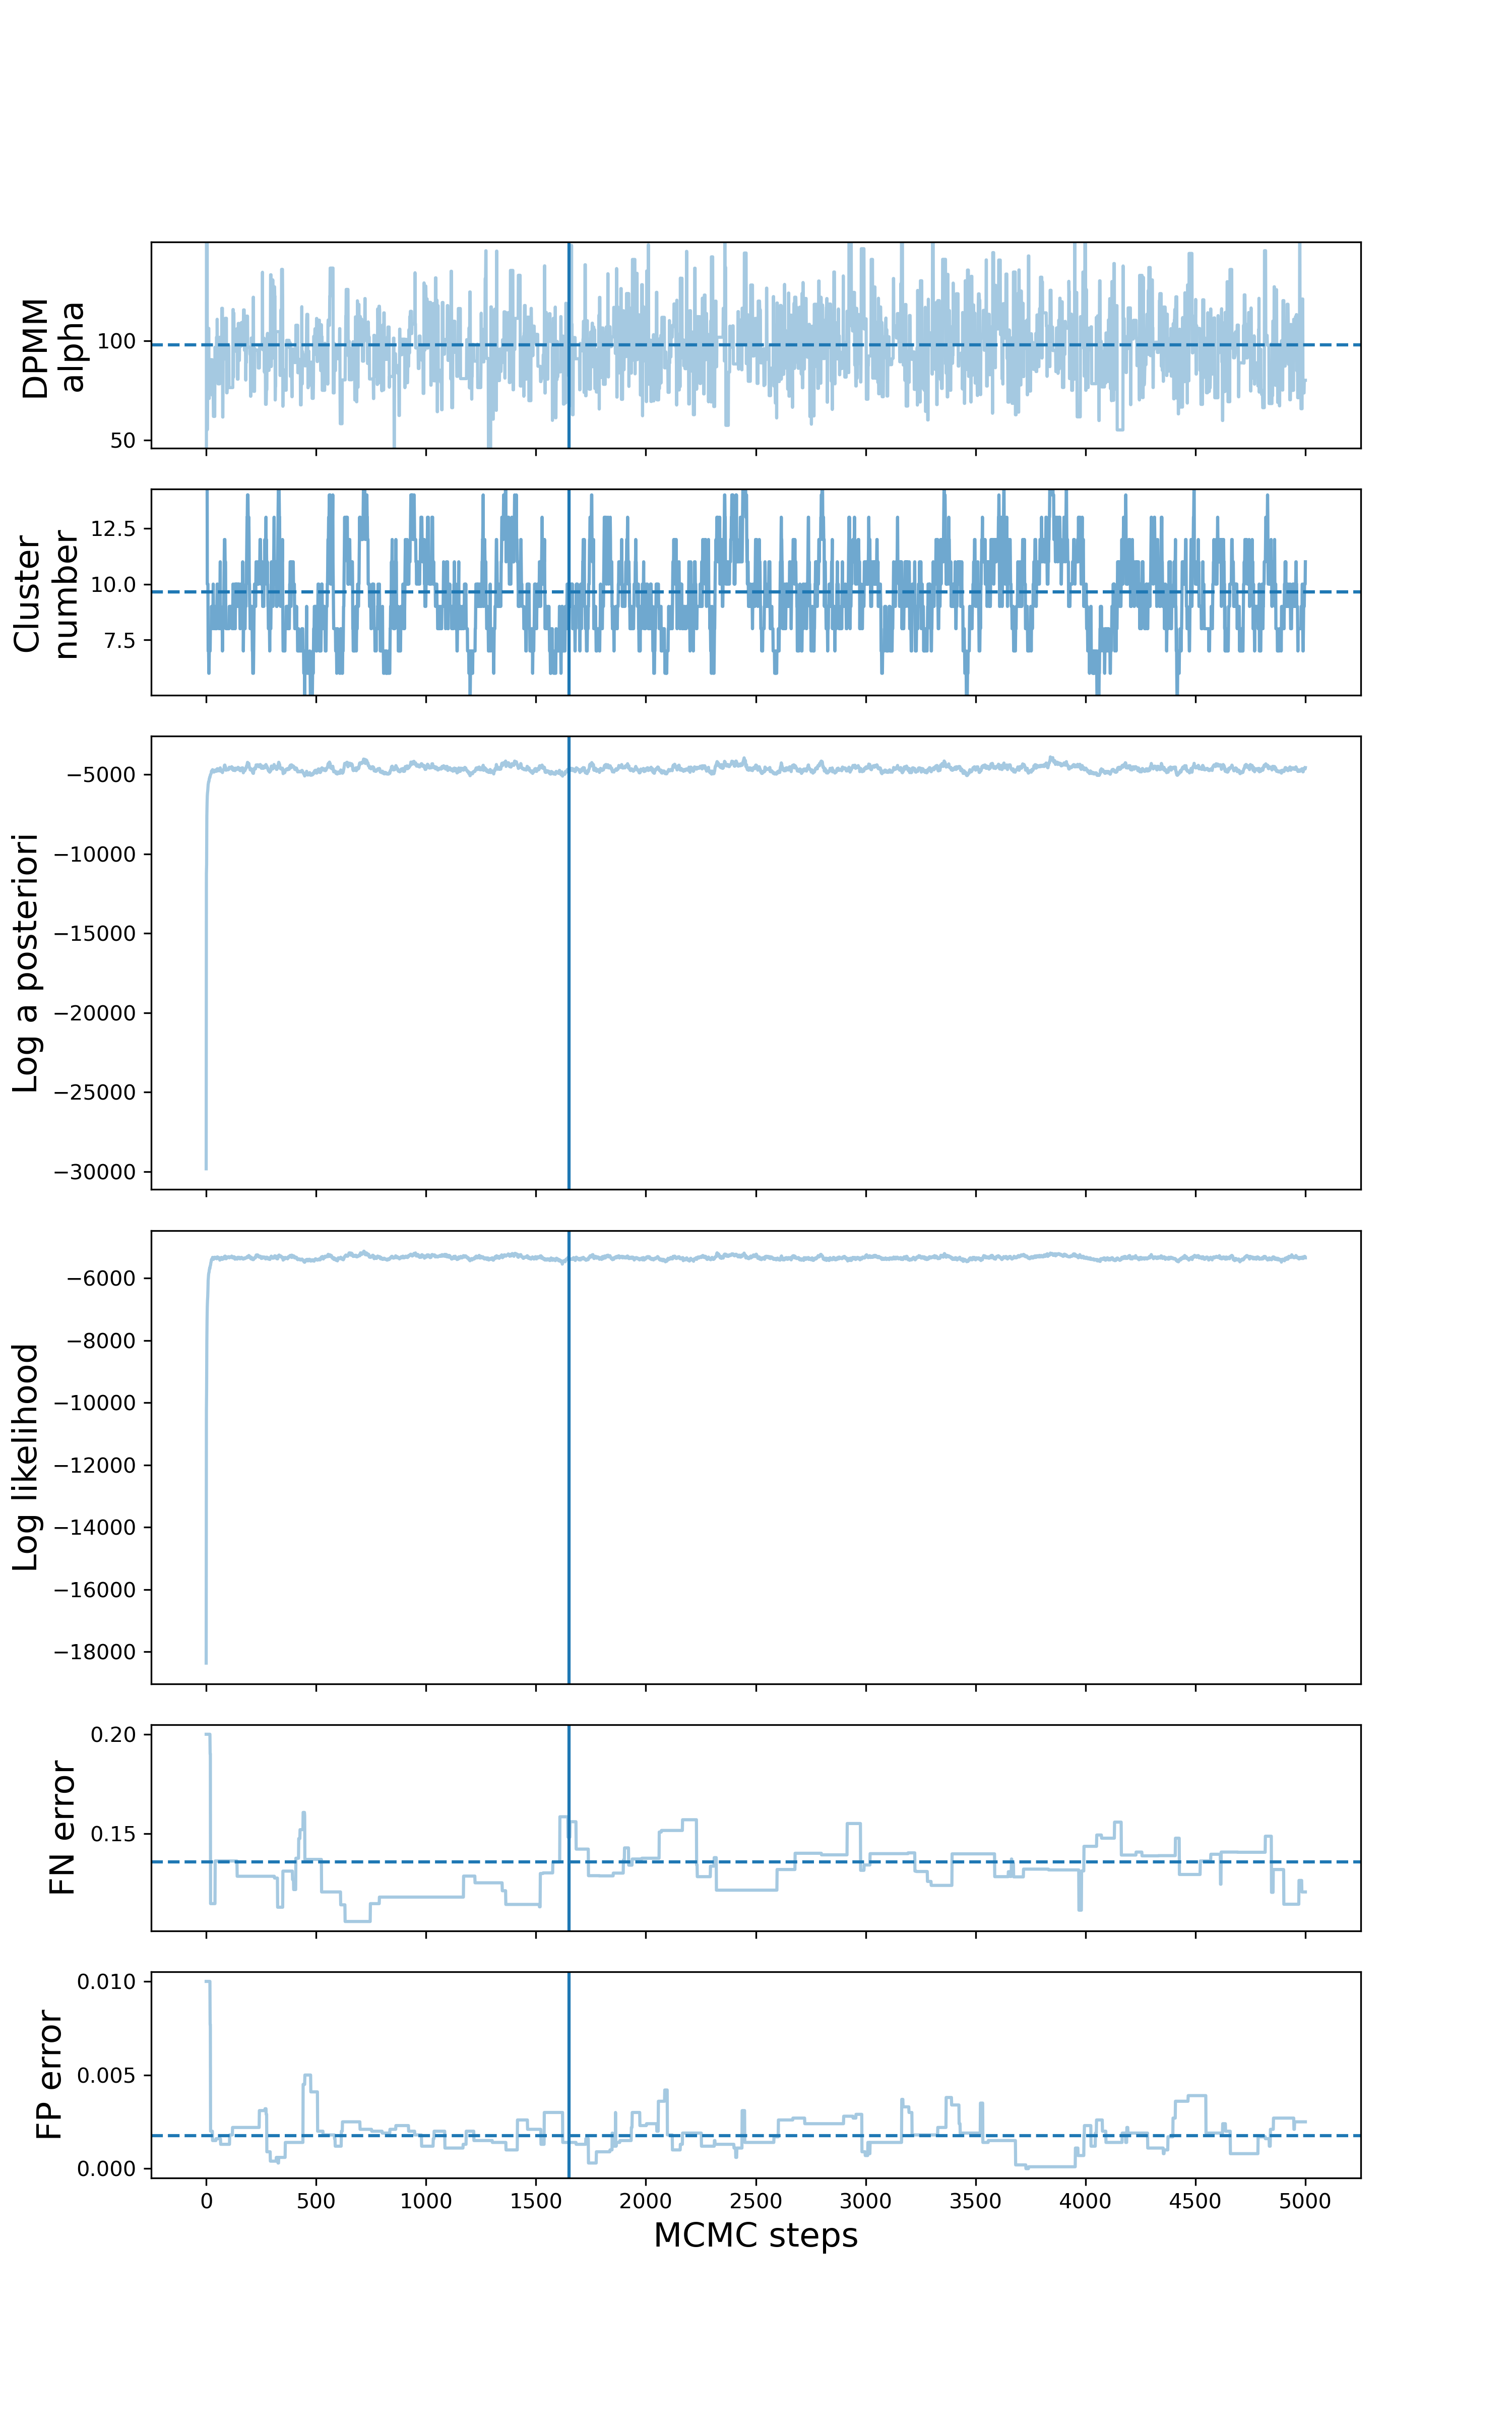 DPMM
alpha
100
50
Cluster
number
12.5
10.0
7.5
Log a posteriori
−5000
−10000
−15000
−20000
−25000
−30000
Log likelihood
−6000
−8000
−10000
−12000
−14000
−16000
−18000
FN error
0.20
0.15
FP error
0.010
0.005
0.000
0 500 1000 1500 2000 2500 3000 3500 4000 4500 5000
MCMC steps